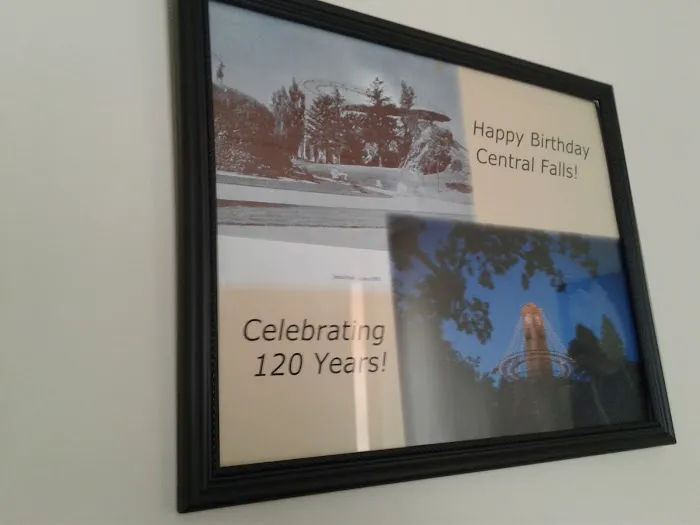 Happy Birthday
Central Falls!
Celebrating
120 Years!